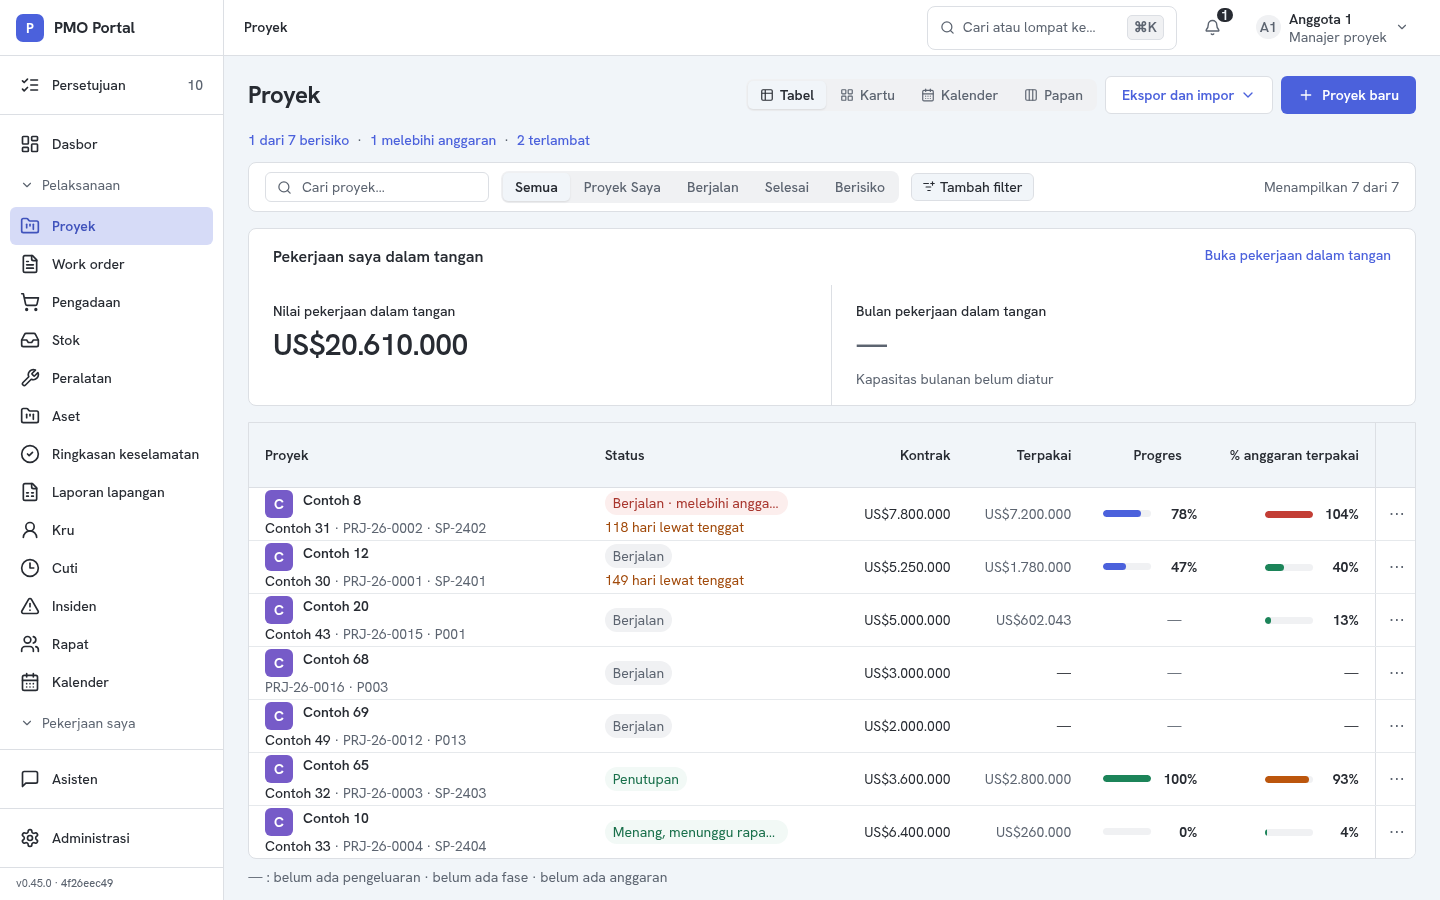 P PMO Portal
Persetujuan 10
Dasbor
Pelaksanaan
Proyek
Work order
Pengadaan
Stok
Peralatan
Aset
Ringkasan keselamatan
Laporan lapangan
Kru
Cuti
Insiden
Rapat
Kalender
Pekerjaan saya
Asisten
Administrasi
v0.45.0 · 4f26eec49
Proyek
Cari atau lompat ke... ⌘K
1
A1 Anggota 1
Manajer proyek
Proyek
Tabel Kartu Kalender Papan
Ekspor dan impor
+ Proyek baru
1 dari 7 berisiko · 1 melebihi anggaran · 2 terlambat
Cari proyek...
Semua Proyek Saya Berjalan Selesai Berisiko
Tambah filter
Menampilkan 7 dari 7
Pekerjaan saya dalam tangan
Buka pekerjaan dalam tangan
Nilai pekerjaan dalam tangan
US$20.610.000
Bulan pekerjaan dalam tangan
—
Kapasitas bulanan belum diatur
Proyek Status Kontrak Terpakai Progres % anggaran terpakai
C Contoh 8
Contoh 31 · PRJ-26-0002 · SP-2402
Berjalan · melebihi angga...
118 hari lewat tenggat
US$7.800.000 US$7.200.000 78% 104% ...
C Contoh 12
Contoh 30 · PRJ-26-0001 · SP-2401
Berjalan
149 hari lewat tenggat
US$5.250.000 US$1.780.000 47% 40% ...
C Contoh 20
Contoh 43 · PRJ-26-0015 · P001
Berjalan US$5.000.000 US$602.043 — 13% ...
C Contoh 68
PRJ-26-0016 · P003
Berjalan US$3.000.000 — — — ...
C Contoh 69
Contoh 49 · PRJ-26-0012 · P013
Berjalan US$2.000.000 — — — ...
C Contoh 65
Contoh 32 · PRJ-26-0003 · SP-2403
Penutupan US$3.600.000 US$2.800.000 100% 93% ...
C Contoh 10
Contoh 33 · PRJ-26-0004 · SP-2404
Menang, menunggu rapa... US$6.400.000 US$260.000 0% 4% ...
— : belum ada pengeluaran · belum ada fase · belum ada anggaran